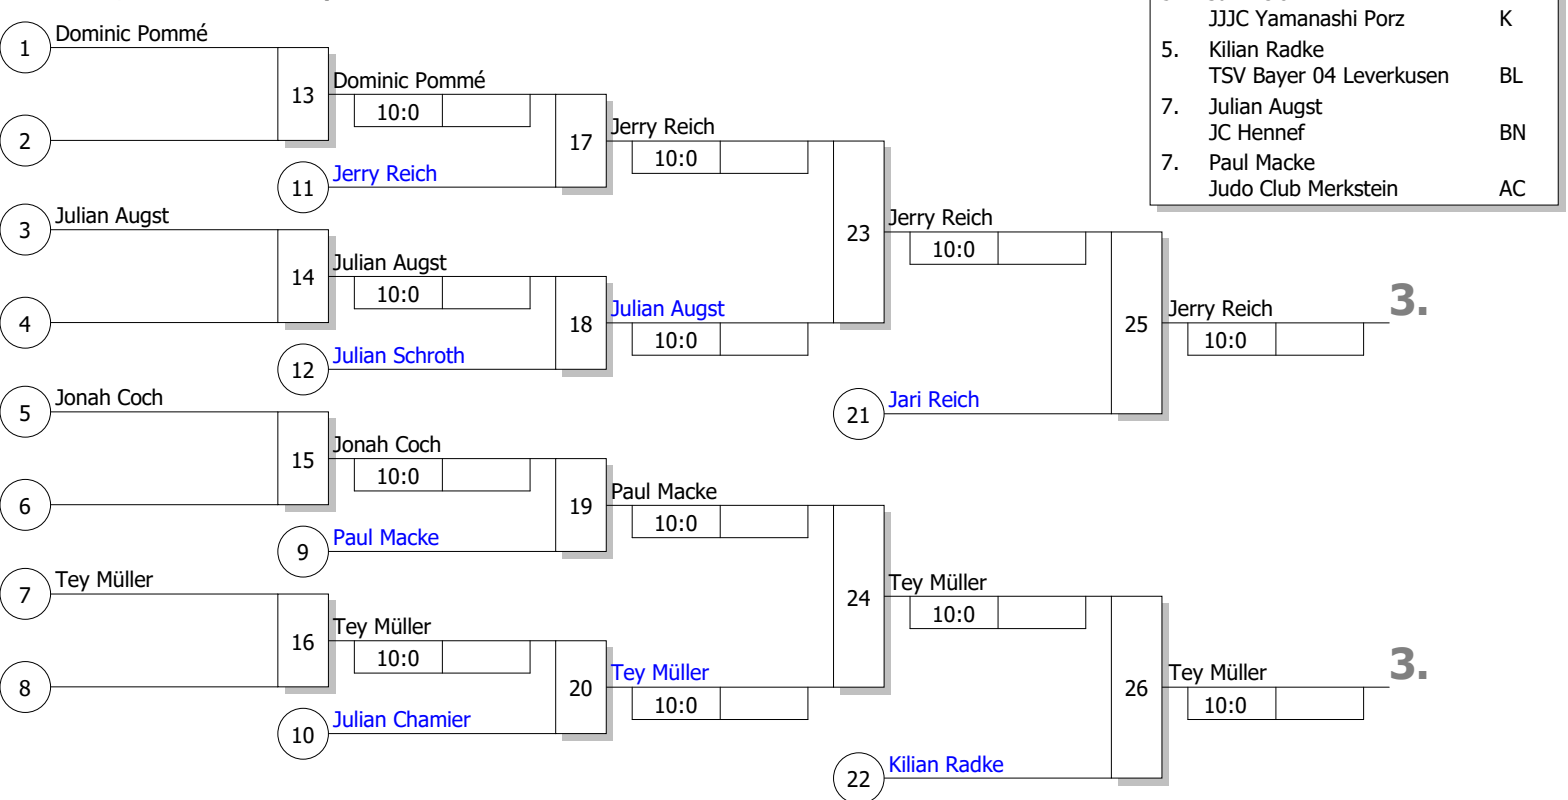 1
Dominic Pommé
2
13
Dominic Pommé
10:0
11
Jerry Reich
17
Jerry Reich
10:0
3
Julian Augst
4
14
Julian Augst
10:0
12
Julian Schroth
18
Julian Augst
10:0
23
Jerry Reich
10:0
21
Jari Reich
25
Jerry Reich
10:0
3.
5
Jonah Coch
6
15
Jonah Coch
10:0
9
Paul Macke
19
Paul Macke
10:0
7
Tey Müller
8
16
Tey Müller
10:0
10
Julian Chamier
20
Tey Müller
10:0
24
Tey Müller
10:0
22
Kilian Radke
26
Tey Müller
10:0
3.
JJJC Yamanashi Porz K
5. Kilian Radke
TSV Bayer 04 Leverkusen BL
7. Julian Augst
JC Hennef BN
7. Paul Macke
Judo Club Merkstein AC